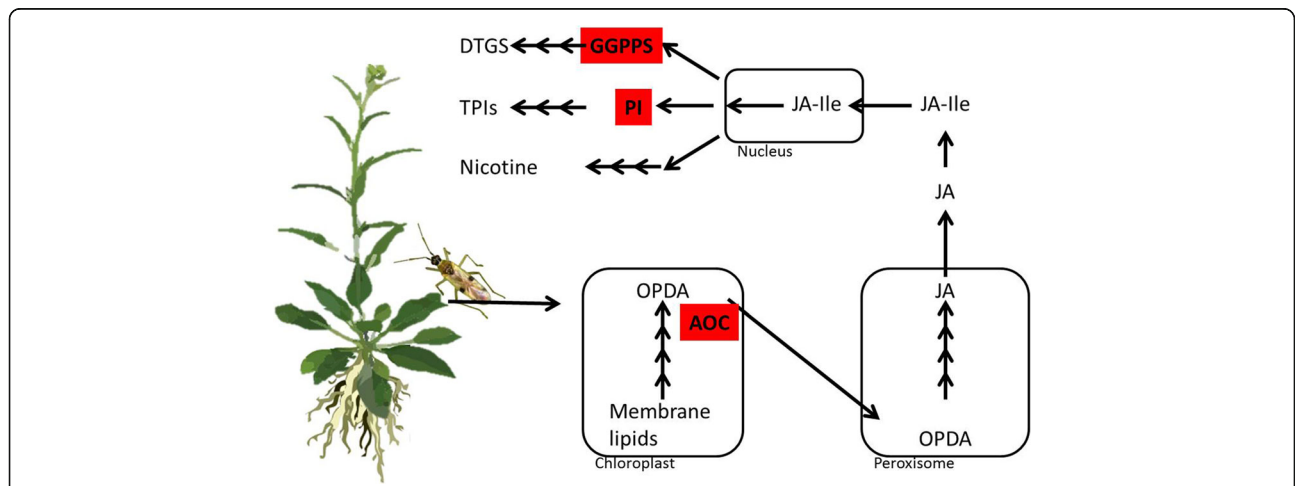 DTGS
GGPPS
TPIs
PI
JA-Ile
JA-Ile
Nucleus
Nicotine
JA
OPDA
AOC
Membrane
lipids
Chloroplast
JA
OPDA
Peroxisome